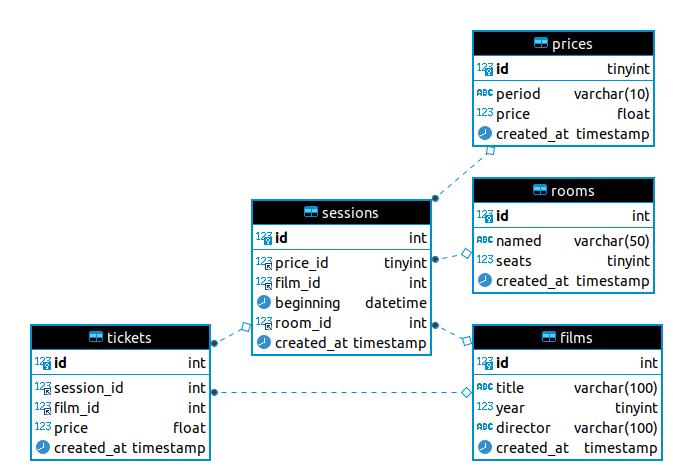 prices
id tinyint
period varchar(10)
price float
created_at timestamp
rooms
id int
named varchar(50)
seats tinyint
created_at timestamp
sessions
id int
price_id tinyint
film_id int
beginning datetime
room_id int
created_at timestamp
tickets
id int
session_id int
film_id int
price float
created_at timestamp
films
id int
title varchar(100)
year tinyint
director varchar(100)
created_at timestamp